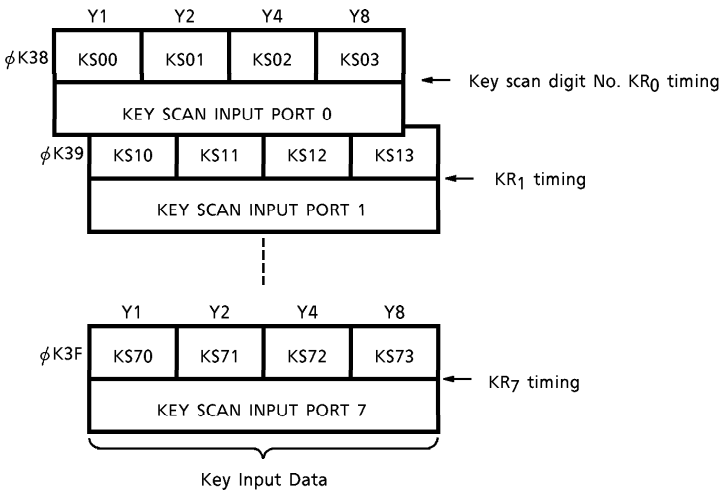 Y1 Y2 Y4 Y8
ϕK38 KS00 KS01 KS02 KS03
Key scan digit No. KR0 timing
KEY SCAN INPUT PORT 0
ϕK39 KS10 KS11 KS12 KS13
KR1 timing
KEY SCAN INPUT PORT 1
Y1 Y2 Y4 Y8
ϕK3F KS70 KS71 KS72 KS73
KR7 timing
KEY SCAN INPUT PORT 7
Key Input Data